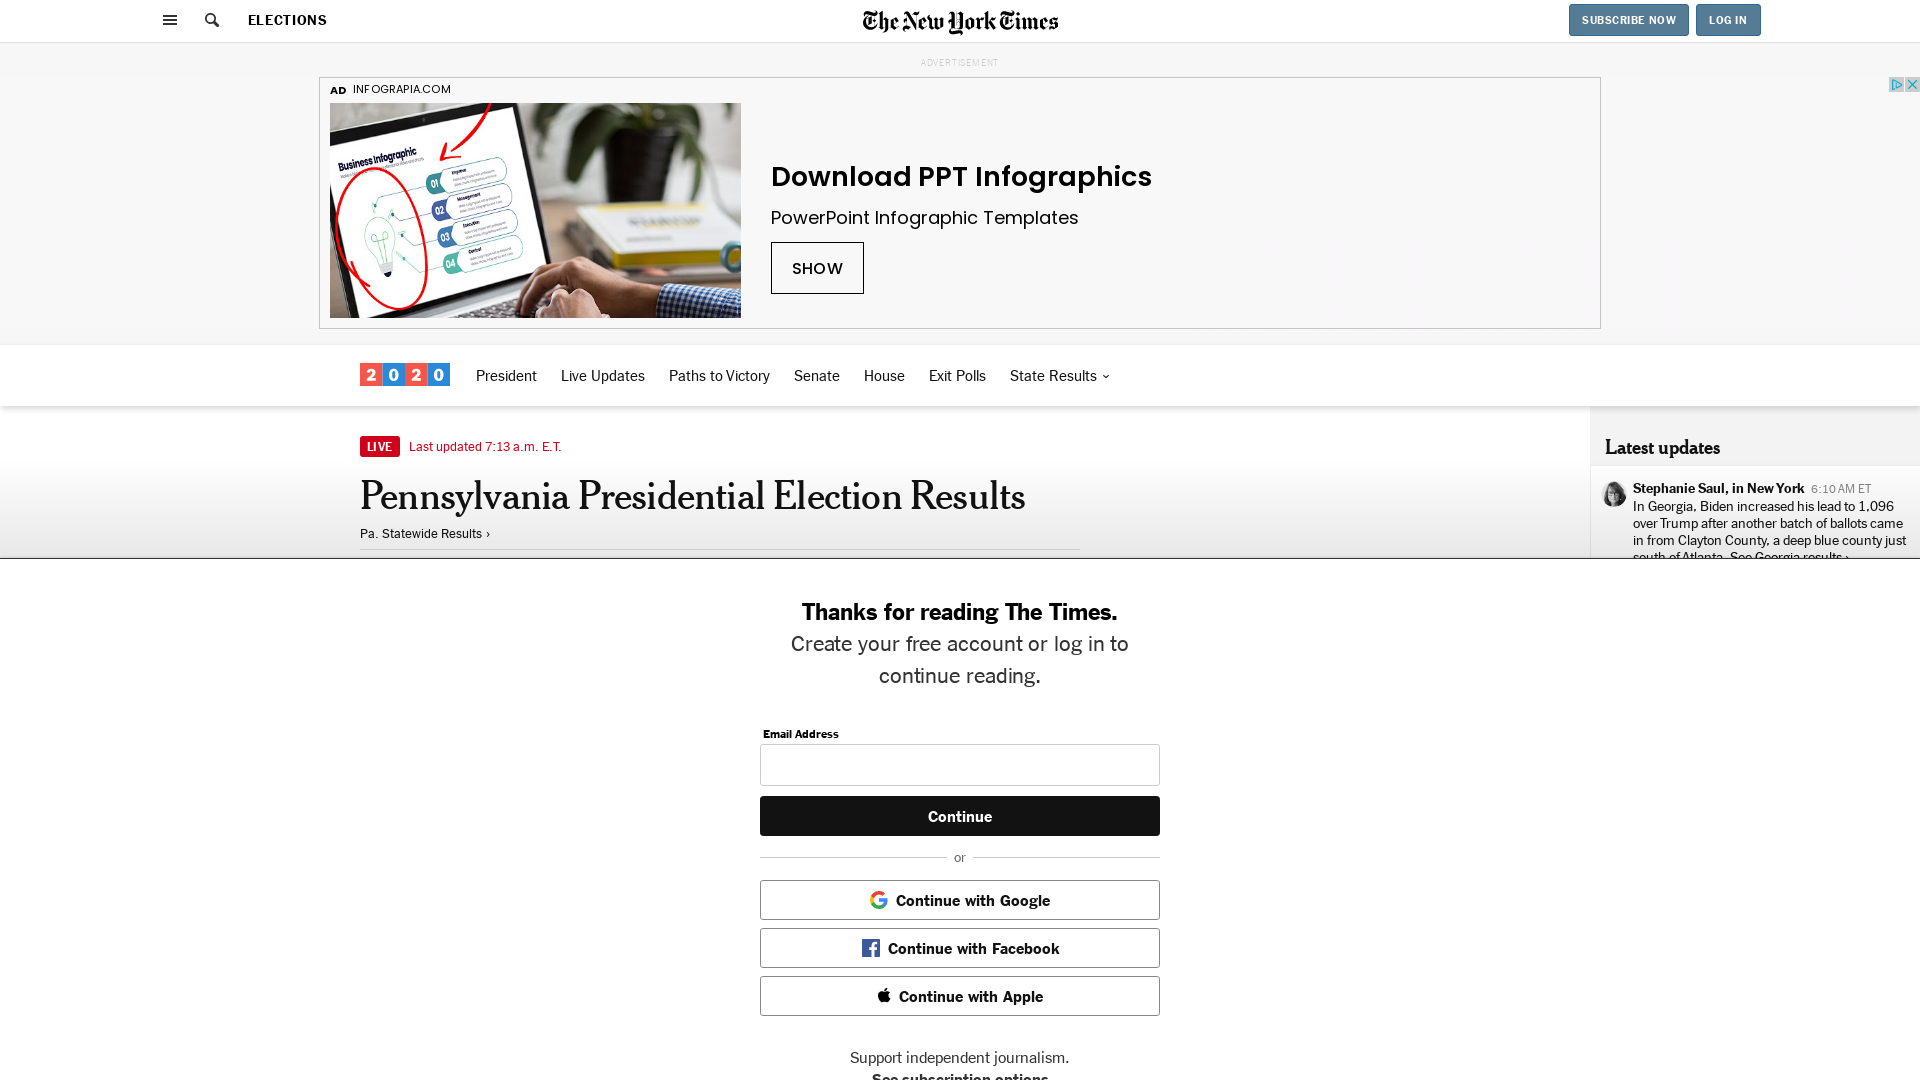 ELECTIONS
The New York Times
SUBSCRIBE NOW
LOG IN
ADVERTISEMENT
AD INFOGRAPIA.COM
Business Infographic
01
02
03
04
Download PPT Infographics
PowerPoint Infographic Templates
SHOW
2020
President
Live Updates
Paths to Victory
Senate
House
Exit Polls
State Results
LIVE Last updated 7:13 a.m. E.T.
Pennsylvania Presidential Election Results
Pa. Statewide Results ›
Latest updates
Stephanie Saul, in New York 6:10 AM ET
In Georgia, Biden increased his lead to 1,096
over Trump after another batch of ballots came
in from Clayton County, a deep blue county just
south of Atlanta. See Georgia results ›
Thanks for reading The Times.
Create your free account or log in to
continue reading.
Email Address
Continue
or
Continue with Google
Continue with Facebook
Continue with Apple
Support independent journalism.
See subscription options